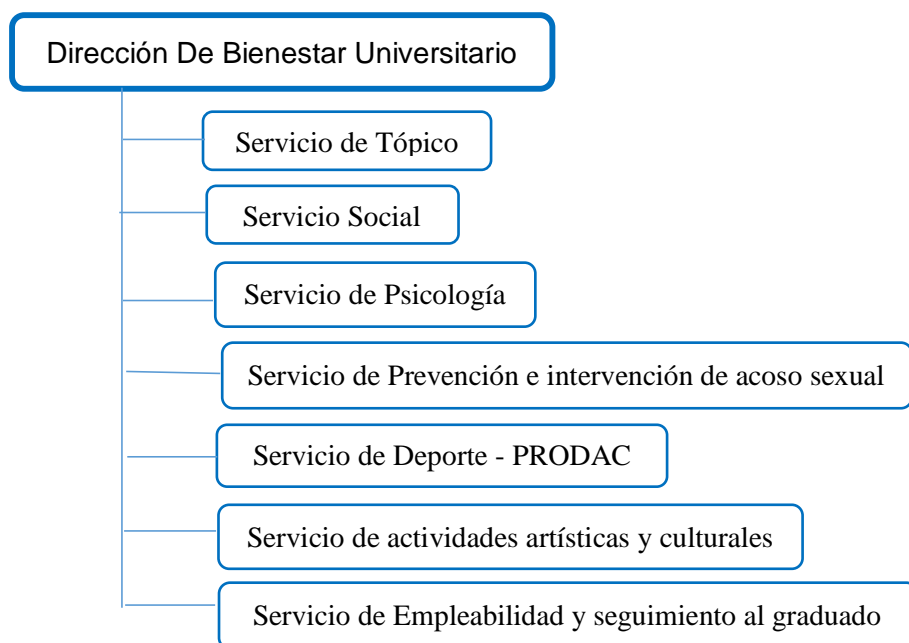 Dirección De Bienestar Universitario
Servicio de Tópico
Servicio Social
Servicio de Psicología
Servicio de Prevención e intervención de acoso sexual
Servicio de Deporte - PRODAC
Servicio de actividades artísticas y culturales
Servicio de Empleabilidad y seguimiento al graduado